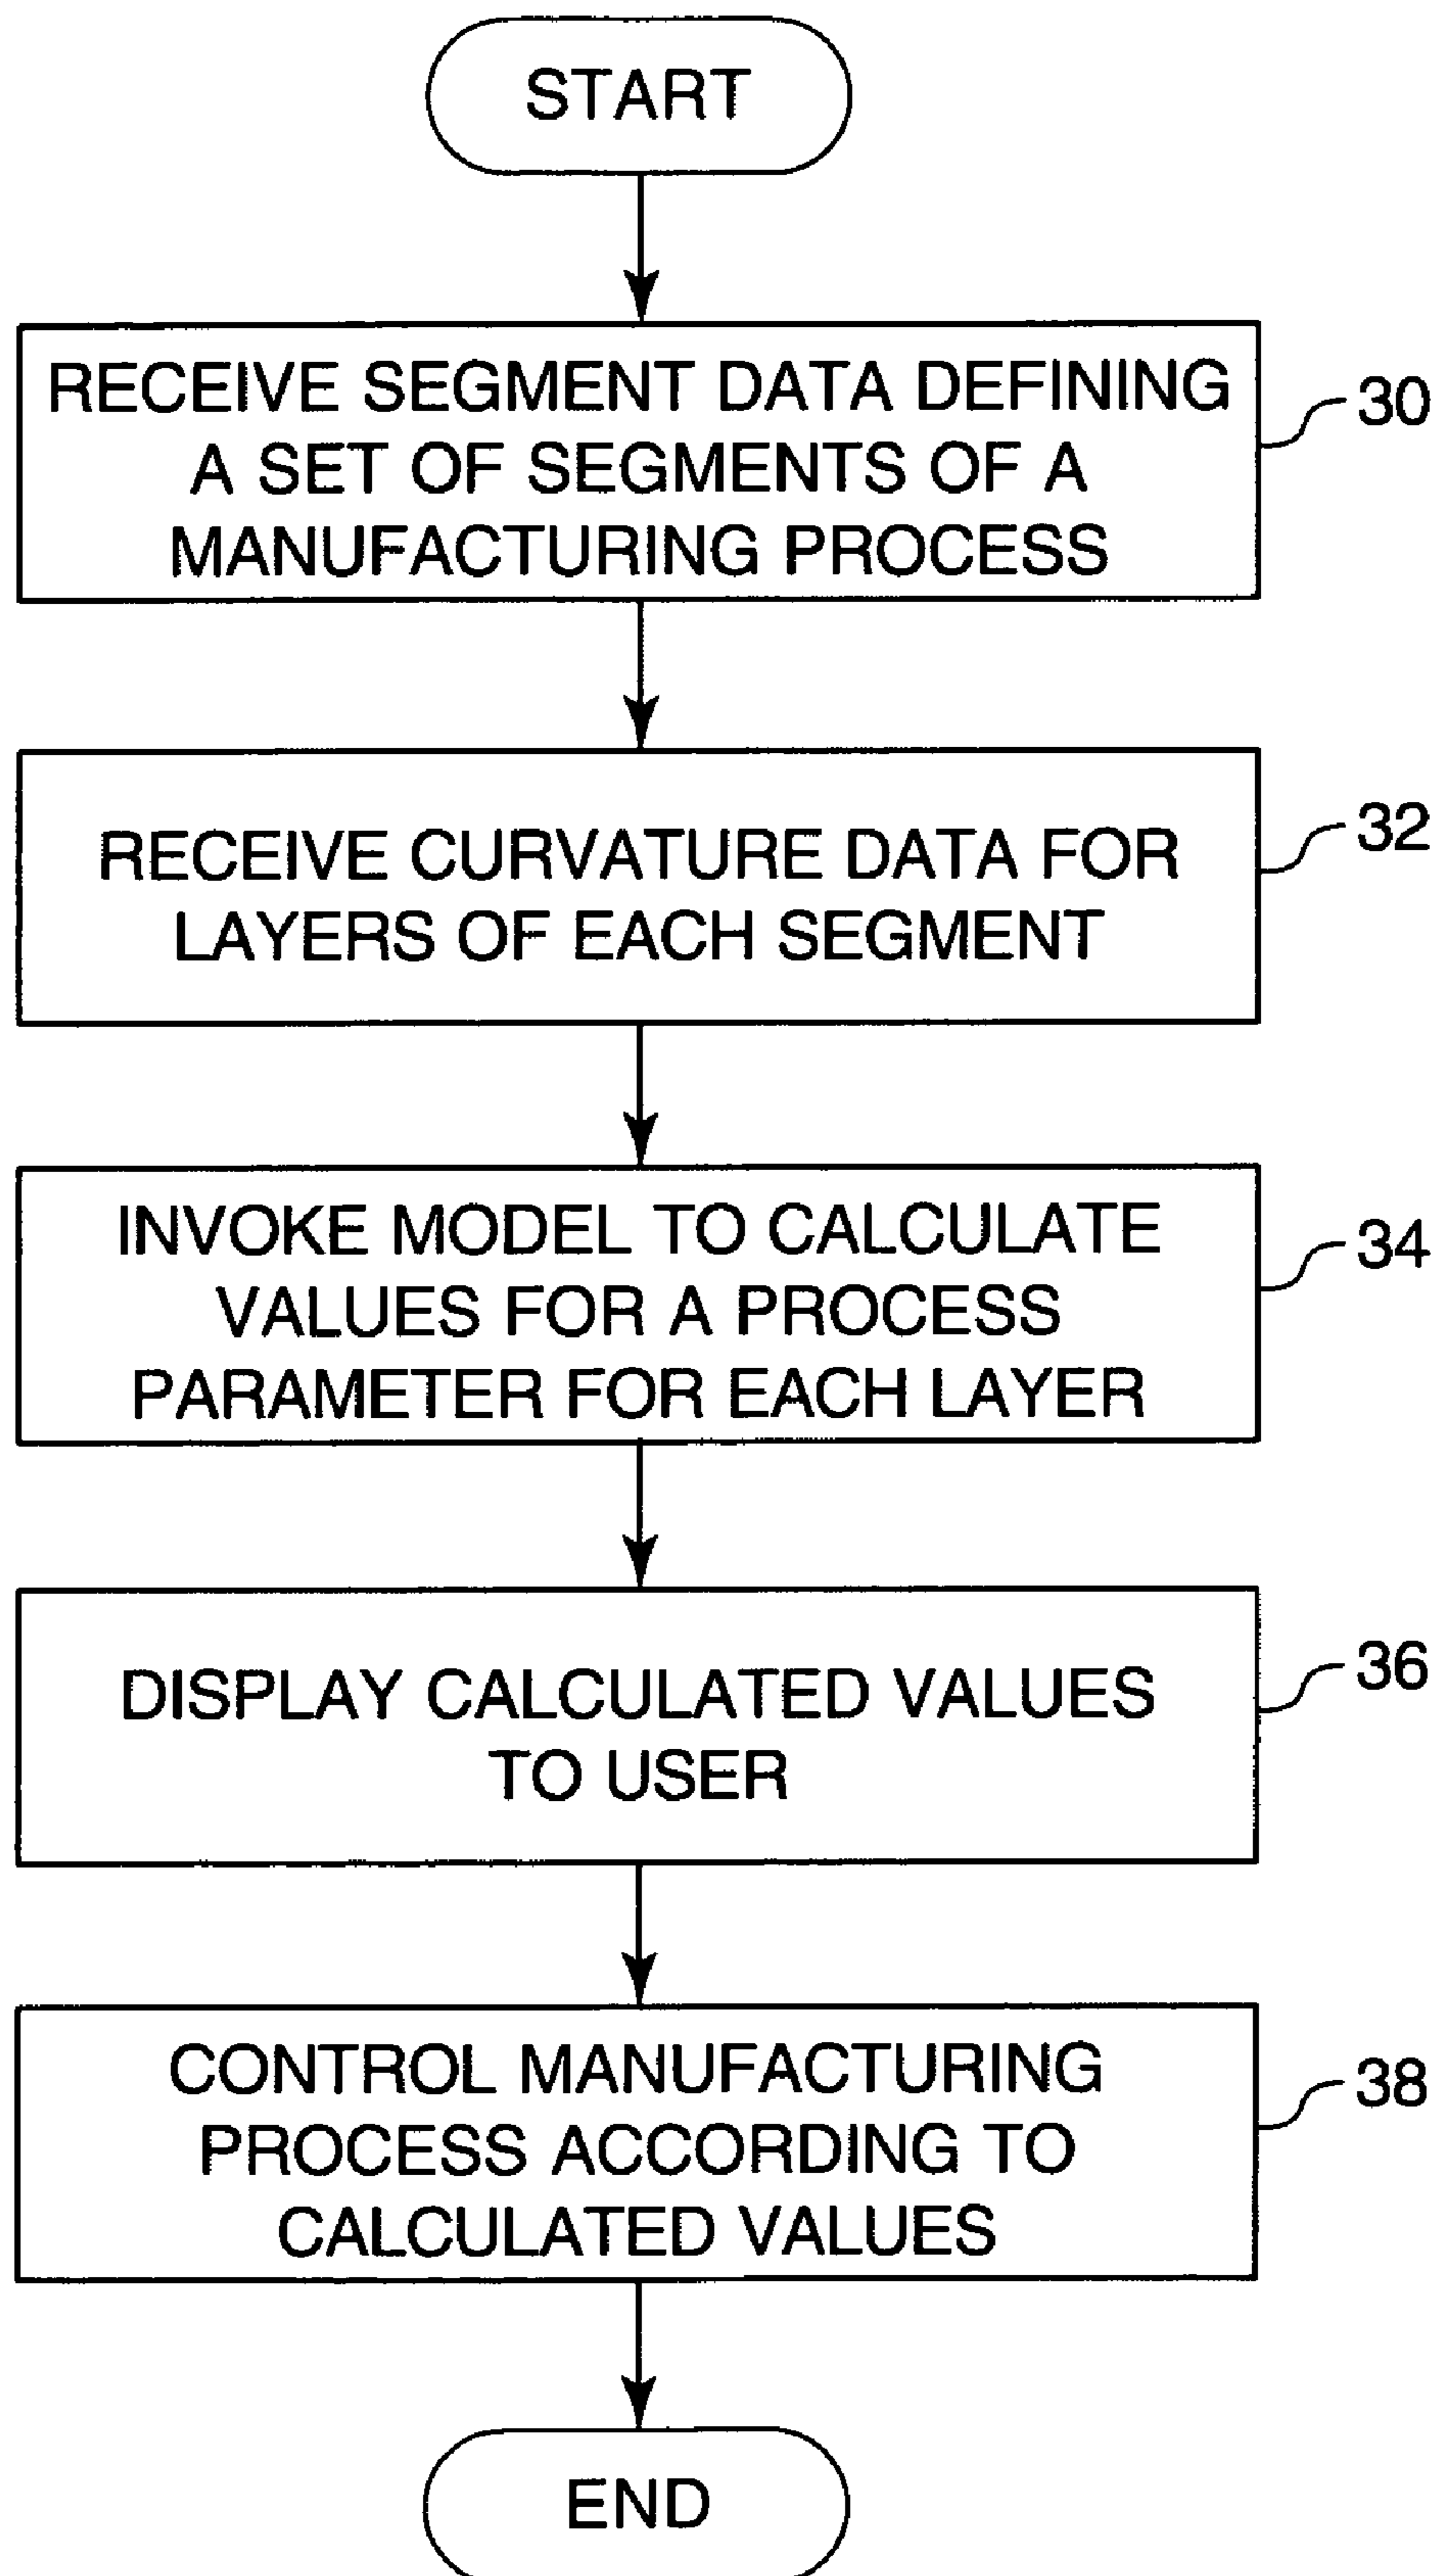 START
RECEIVE SEGMENT DATA DEFINING
A SET OF SEGMENTS OF A
MANUFACTURING PROCESS
30
RECEIVE CURVATURE DATA FOR
LAYERS OF EACH SEGMENT
32
INVOKE MODEL TO CALCULATE
VALUES FOR A PROCESS
PARAMETER FOR EACH LAYER
34
DISPLAY CALCULATED VALUES
TO USER
36
CONTROL MANUFACTURING
PROCESS ACCORDING TO
CALCULATED VALUES
38
END